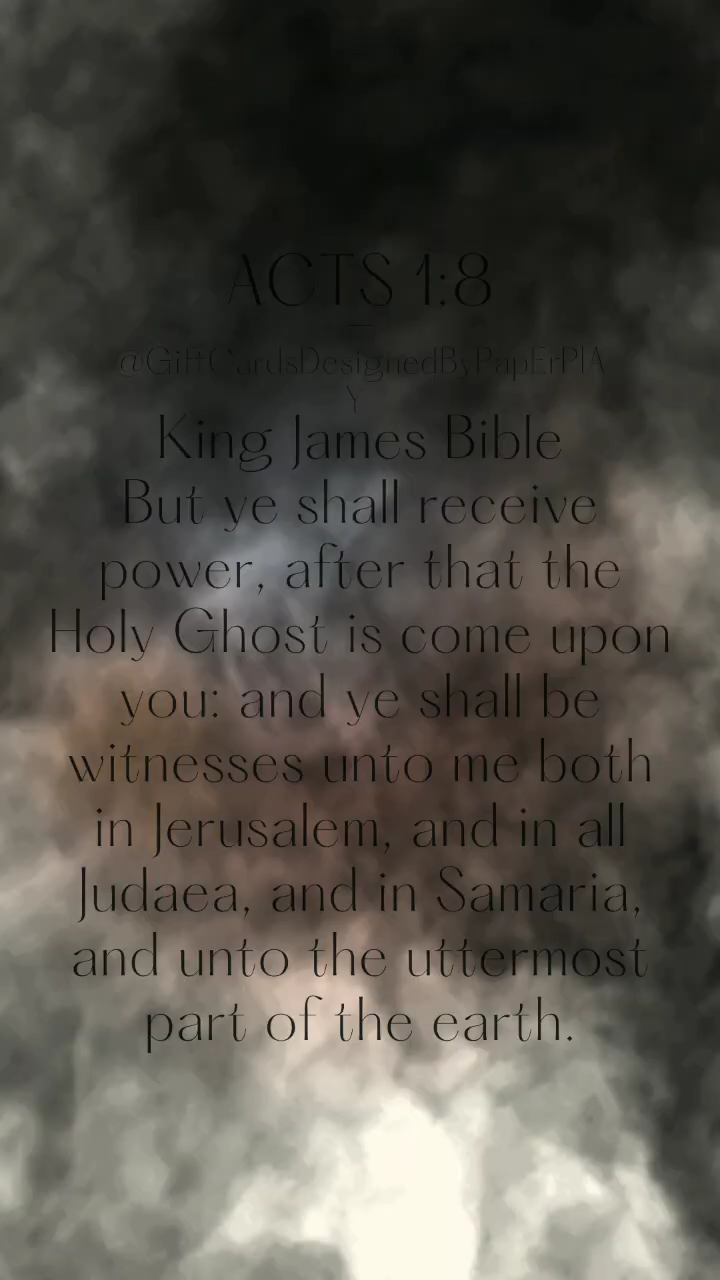 ACTS 1:8
@GiftCardsDesignedByPapErPlA
Y
King James Bible
But ye shall receive
power, after that the
Holy Ghost is come upon
you: and ye shall be
witnesses unto me both
in Jerusalem, and in all
Judaea, and in Samaria,
and unto the uttermost
part of the earth.